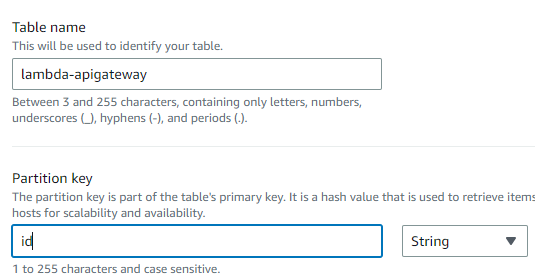 Table name
This will be used to identify your table.
lambda-apigateway
Between 3 and 255 characters, containing only letters, numbers,
underscores (_), hyphens (-), and periods (.).
Partition key
The partition key is part of the table's primary key. It is a hash value that is used to retrieve items
hosts for scalability and availability.
id
String
1 to 255 characters and case sensitive.